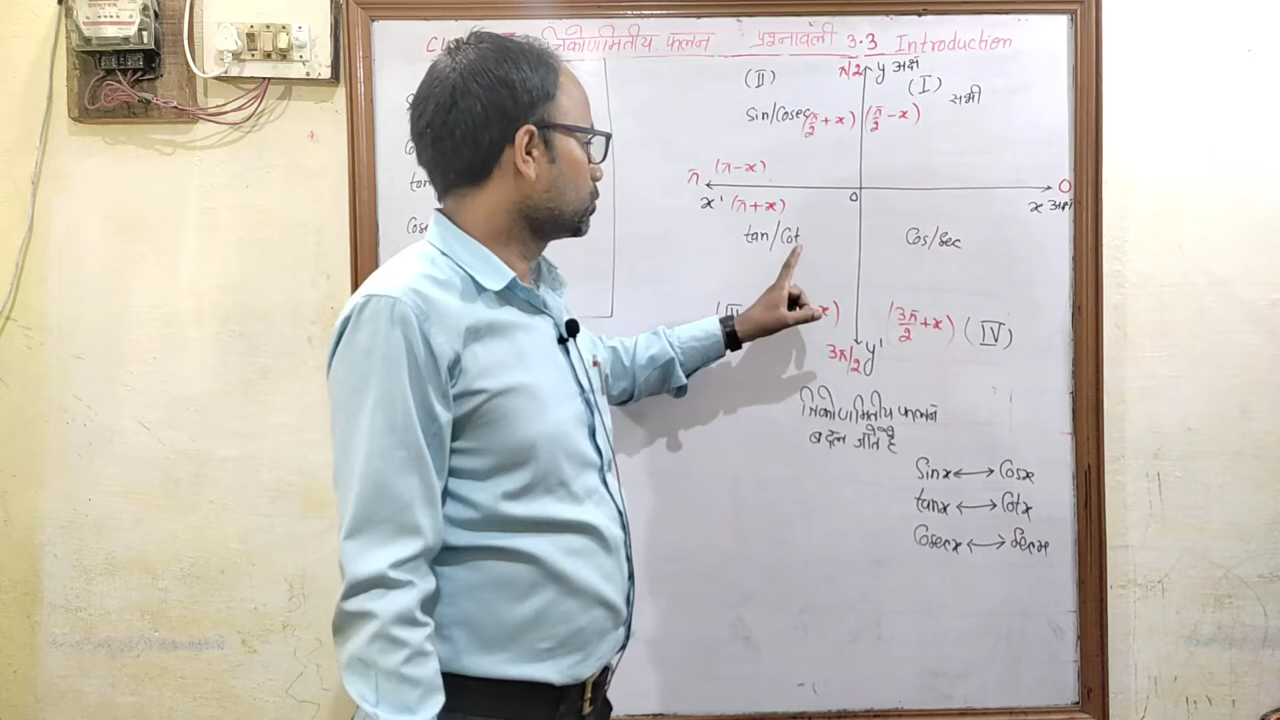 त्रिकोणमितीय फलन प्रश्नावली 3.3 Introduction
π/2 y अक्ष
(II) (I)
सभी
Sin/Cosec (π/2 + x) (π/2 - x)
π (π-x) 0
x' (π+x) 0 x अक्ष
tan/Cot Cos/Sec
x) (3π/2 + x) (IV)
3π/2 y'
त्रिकोणमितीय फलन
बदल जाते है
Sinx ↔ Cosx
tanx ↔ Cotx
Cosecx ↔ Secx